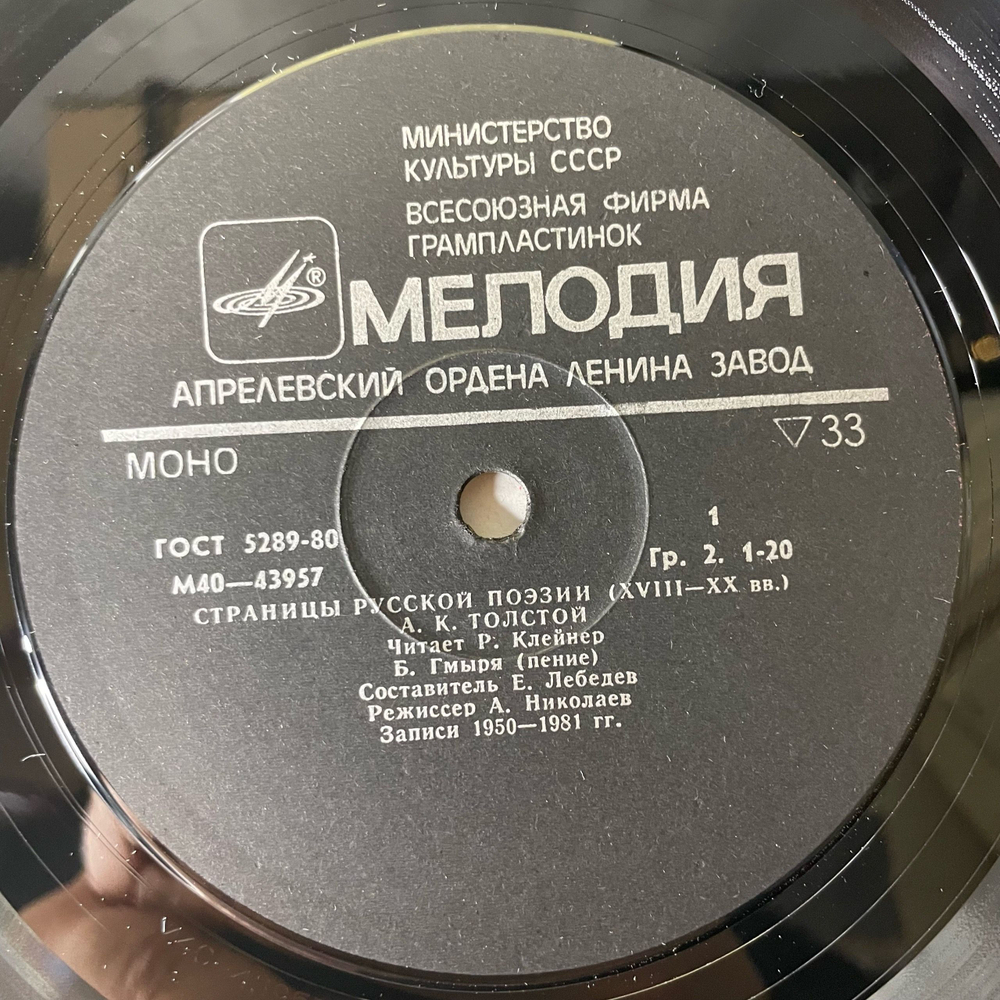 МИНИСТЕРСТВО
КУЛЬТУРЫ СССР
ВСЕСОЮЗНАЯ ФИРМА
ГРАМПЛАСТИНОК
®
МЕЛОДИЯ
АПРЕЛЕВСКИЙ ОРДЕНА ЛЕНИНА ЗАВОД
МОНО
▽33
ГОСТ 5289-80
1
М40—43957
Гр. 2. 1-20
СТРАНИЦЫ РУССКОЙ ПОЭЗИИ (XVIII—XX вв.)
А. К. ТОЛСТОЙ
Читает Р. Клейнер
Б. Гмыря (пение)
Составитель Е. Лебедев
Режиссер А. Николаев
Записи 1950—1981 гг.